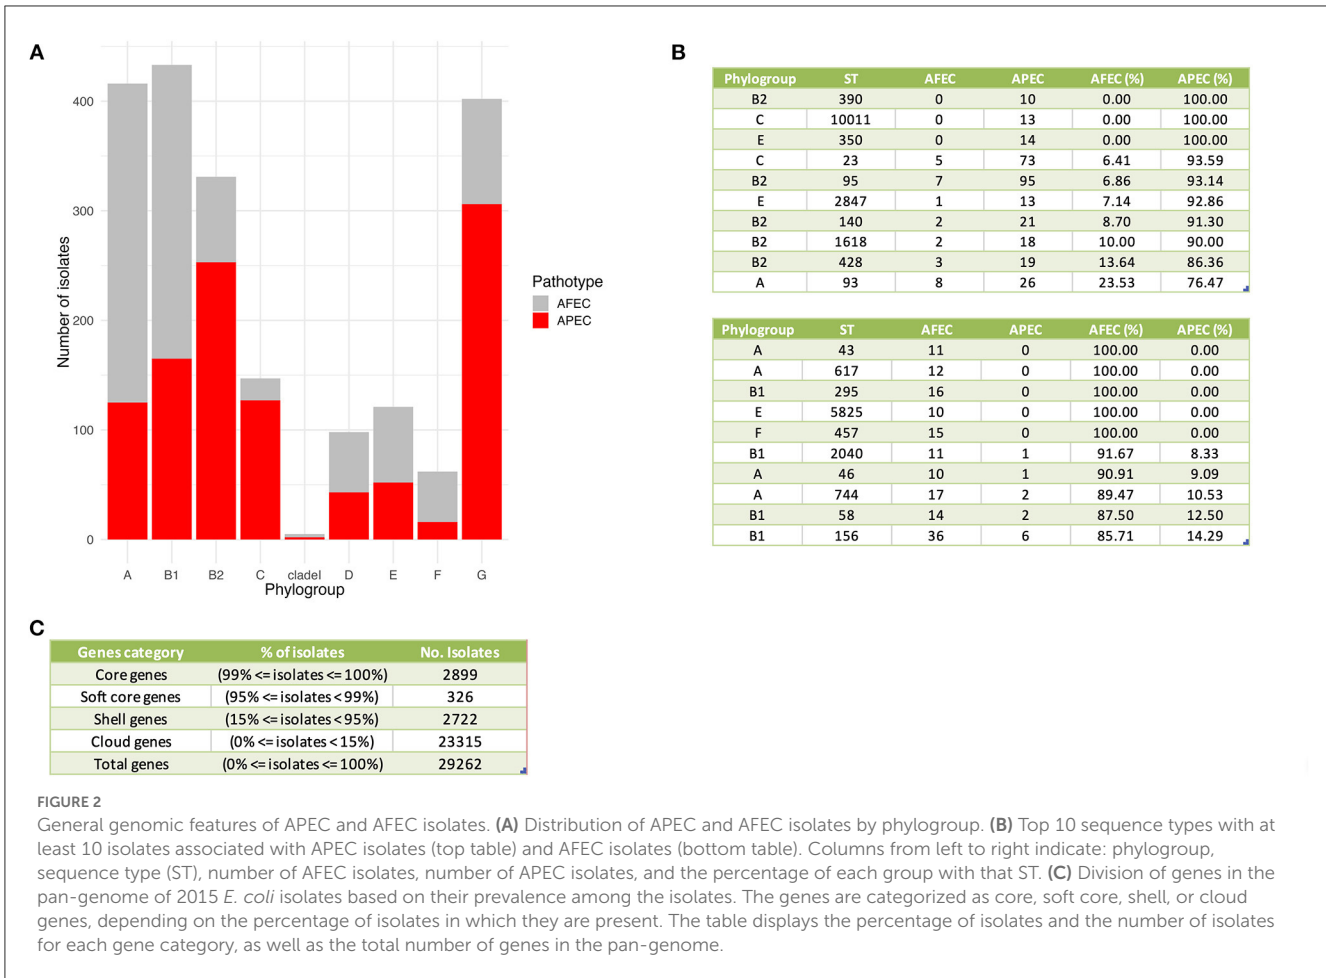 A
Number of isolates
400
300
200
100
0
A B1 B2 C cladeI D E F G
Phylogroup
Pathotype
AFEC
APEC
B
Phylogroup ST AFEC APEC AFEC (%) APEC (%)
B2 390 0 10 0.00 100.00
C 10011 0 13 0.00 100.00
E 350 0 14 0.00 100.00
C 23 5 73 6.41 93.59
B2 95 7 95 6.86 93.14
E 2847 1 13 7.14 92.86
B2 140 2 21 8.70 91.30
B2 1618 2 18 10.00 90.00
B2 428 3 19 13.64 86.36
A 93 8 26 23.53 76.47
Phylogroup ST AFEC APEC AFEC (%) APEC (%)
A 43 11 0 100.00 0.00
A 617 12 0 100.00 0.00
B1 295 16 0 100.00 0.00
E 5825 10 0 100.00 0.00
F 457 15 0 100.00 0.00
B1 2040 11 1 91.67 8.33
A 46 10 1 90.91 9.09
A 744 17 2 89.47 10.53
B1 58 14 2 87.50 12.50
B1 156 36 6 85.71 14.29
C
Genes category % of isolates No. Isolates
Core genes (99% <= isolates <= 100%) 2899
Soft core genes (95% <= isolates < 99%) 326
Shell genes (15% <= isolates < 95%) 2722
Cloud genes (0% <= isolates < 15%) 23315
Total genes (0% <= isolates <= 100%) 29262
FIGURE 2
General genomic features of APEC and AFEC isolates. (A) Distribution of APEC and AFEC isolates by phylogroup. (B) Top 10 sequence types with at
least 10 isolates associated with APEC isolates (top table) and AFEC isolates (bottom table). Columns from left to right indicate: phylogroup,
sequence type (ST), number of AFEC isolates, number of APEC isolates, and the percentage of each group with that ST. (C) Division of genes in the
pan-genome of 2015 E. coli isolates based on their prevalence among the isolates. The genes are categorized as core, soft core, shell, or cloud
genes, depending on the percentage of isolates in which they are present. The table displays the percentage of isolates and the number of isolates
for each gene category, as well as the total number of genes in the pan-genome.